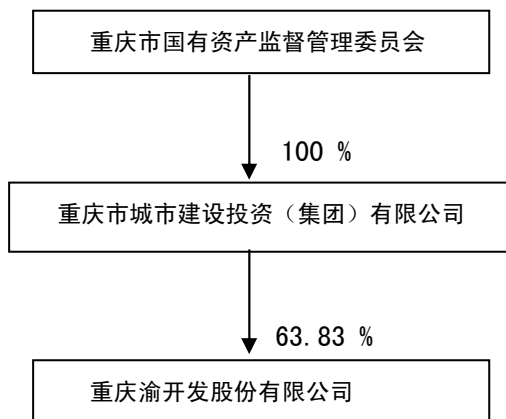 重庆市国有资产监督管理委员会
100 %
重庆市城市建设投资（集团）有限公司
63.83 %
重庆渝开发股份有限公司